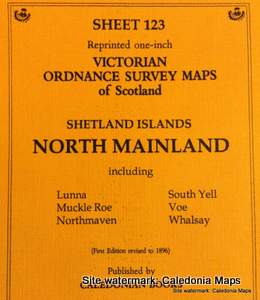 SHEET 123
Reprinted one-inch
VICTORIAN
ORDNANCE SURVEY MAPS
of Scotland
SHETLAND ISLANDS
NORTH MAINLAND
including
Lunna South Yell
Muckle Roe Voe
Northmaven Whalsay
(First Edition revised to 1896)
Site watermark: Caledonia Maps
Published by
CALEDONIAN BOOKS
Site watermark: Caledonia Maps